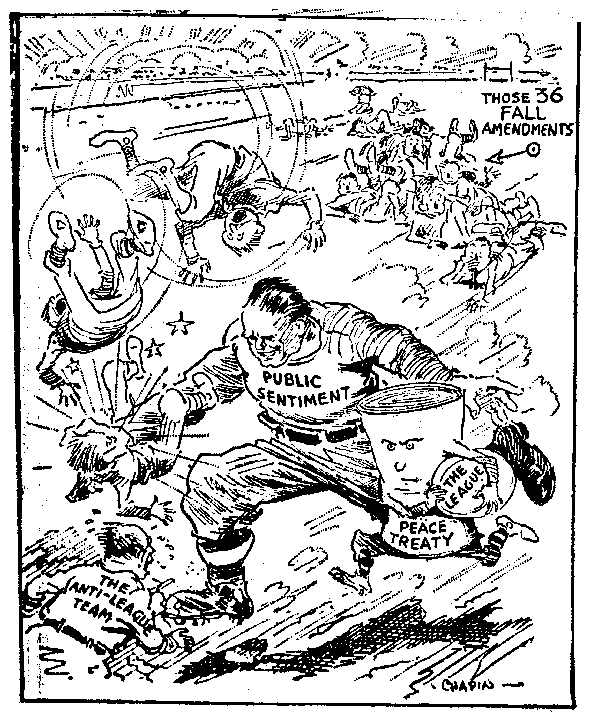 THOSE 36
FALL
AMENDMENTS
PUBLIC
SENTIMENT
THE
LEAGUE
PEACE
TREATY
THE
ANTI-LEAGUE
TEAM
CHAPIN